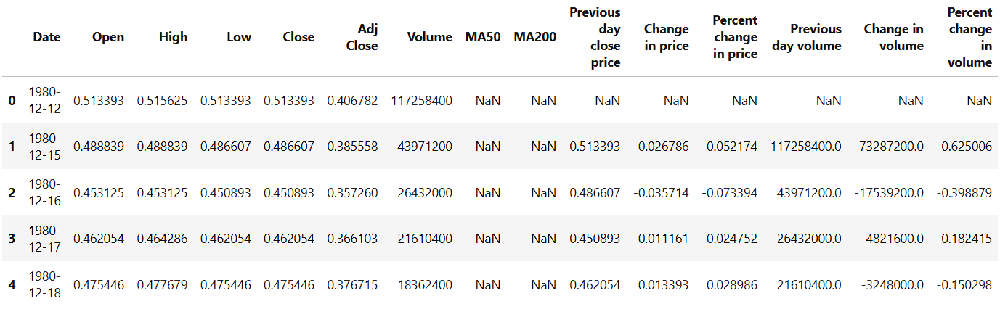 Date Open High Low Close Adj Close Volume MA50 MA200 Previous day close price Change in price Percent change in price Previous day volume Change in volume Percent change in volume
0 1980-12-12 0.513393 0.515625 0.513393 0.513393 0.406782 117258400 NaN NaN NaN NaN NaN NaN NaN NaN
1 1980-12-15 0.488839 0.488839 0.486607 0.486607 0.385558 43971200 NaN NaN 0.513393 -0.026786 -0.052174 117258400.0 -73287200.0 -0.625006
2 1980-12-16 0.453125 0.453125 0.450893 0.450893 0.357260 26432000 NaN NaN 0.486607 -0.035714 -0.073394 43971200.0 -17539200.0 -0.398879
3 1980-12-17 0.462054 0.464286 0.462054 0.462054 0.366103 21610400 NaN NaN 0.450893 0.011161 0.024752 26432000.0 -4821600.0 -0.182415
4 1980-12-18 0.475446 0.477679 0.475446 0.475446 0.376715 18362400 NaN NaN 0.462054 0.013393 0.028986 21610400.0 -3248000.0 -0.150298